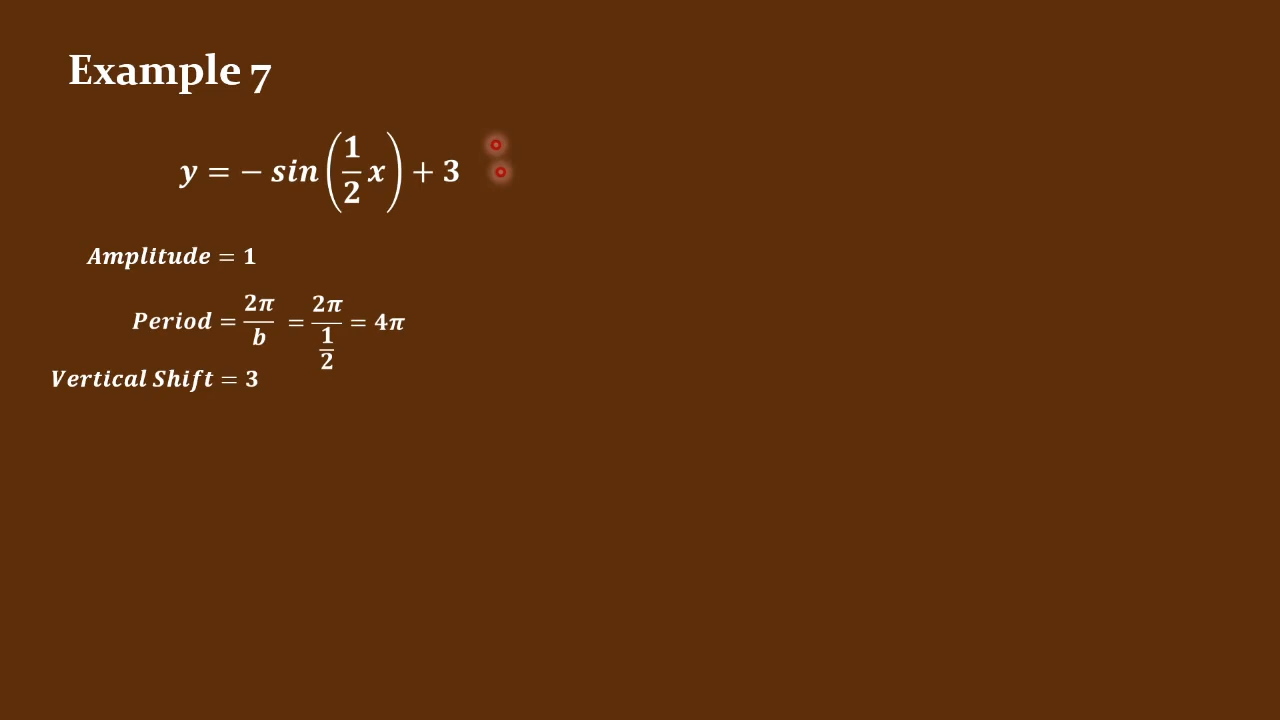 Example 7
y = − sin(1/2 x) + 3
Amplitude = 1
Period = 2π/b = 2π/(1/2) = 4π
Vertical Shift = 3